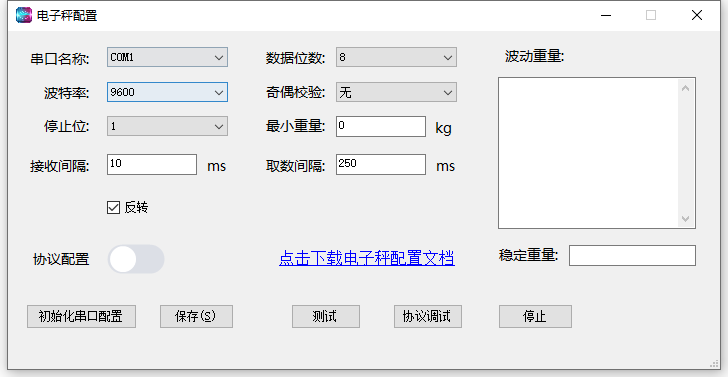 电子秤配置
串口名称: COM1 数据位数: 8 波动重量:
波特率: 9600 奇偶校验: 无
停止位: 1 最小重量: 0 kg
接收间隔: 10 ms 取数间隔: 250 ms
反转
协议配置 点击下载电子秤配置文档 稳定重量:
初始化串口配置 保存(S) 测试 协议调试 停止